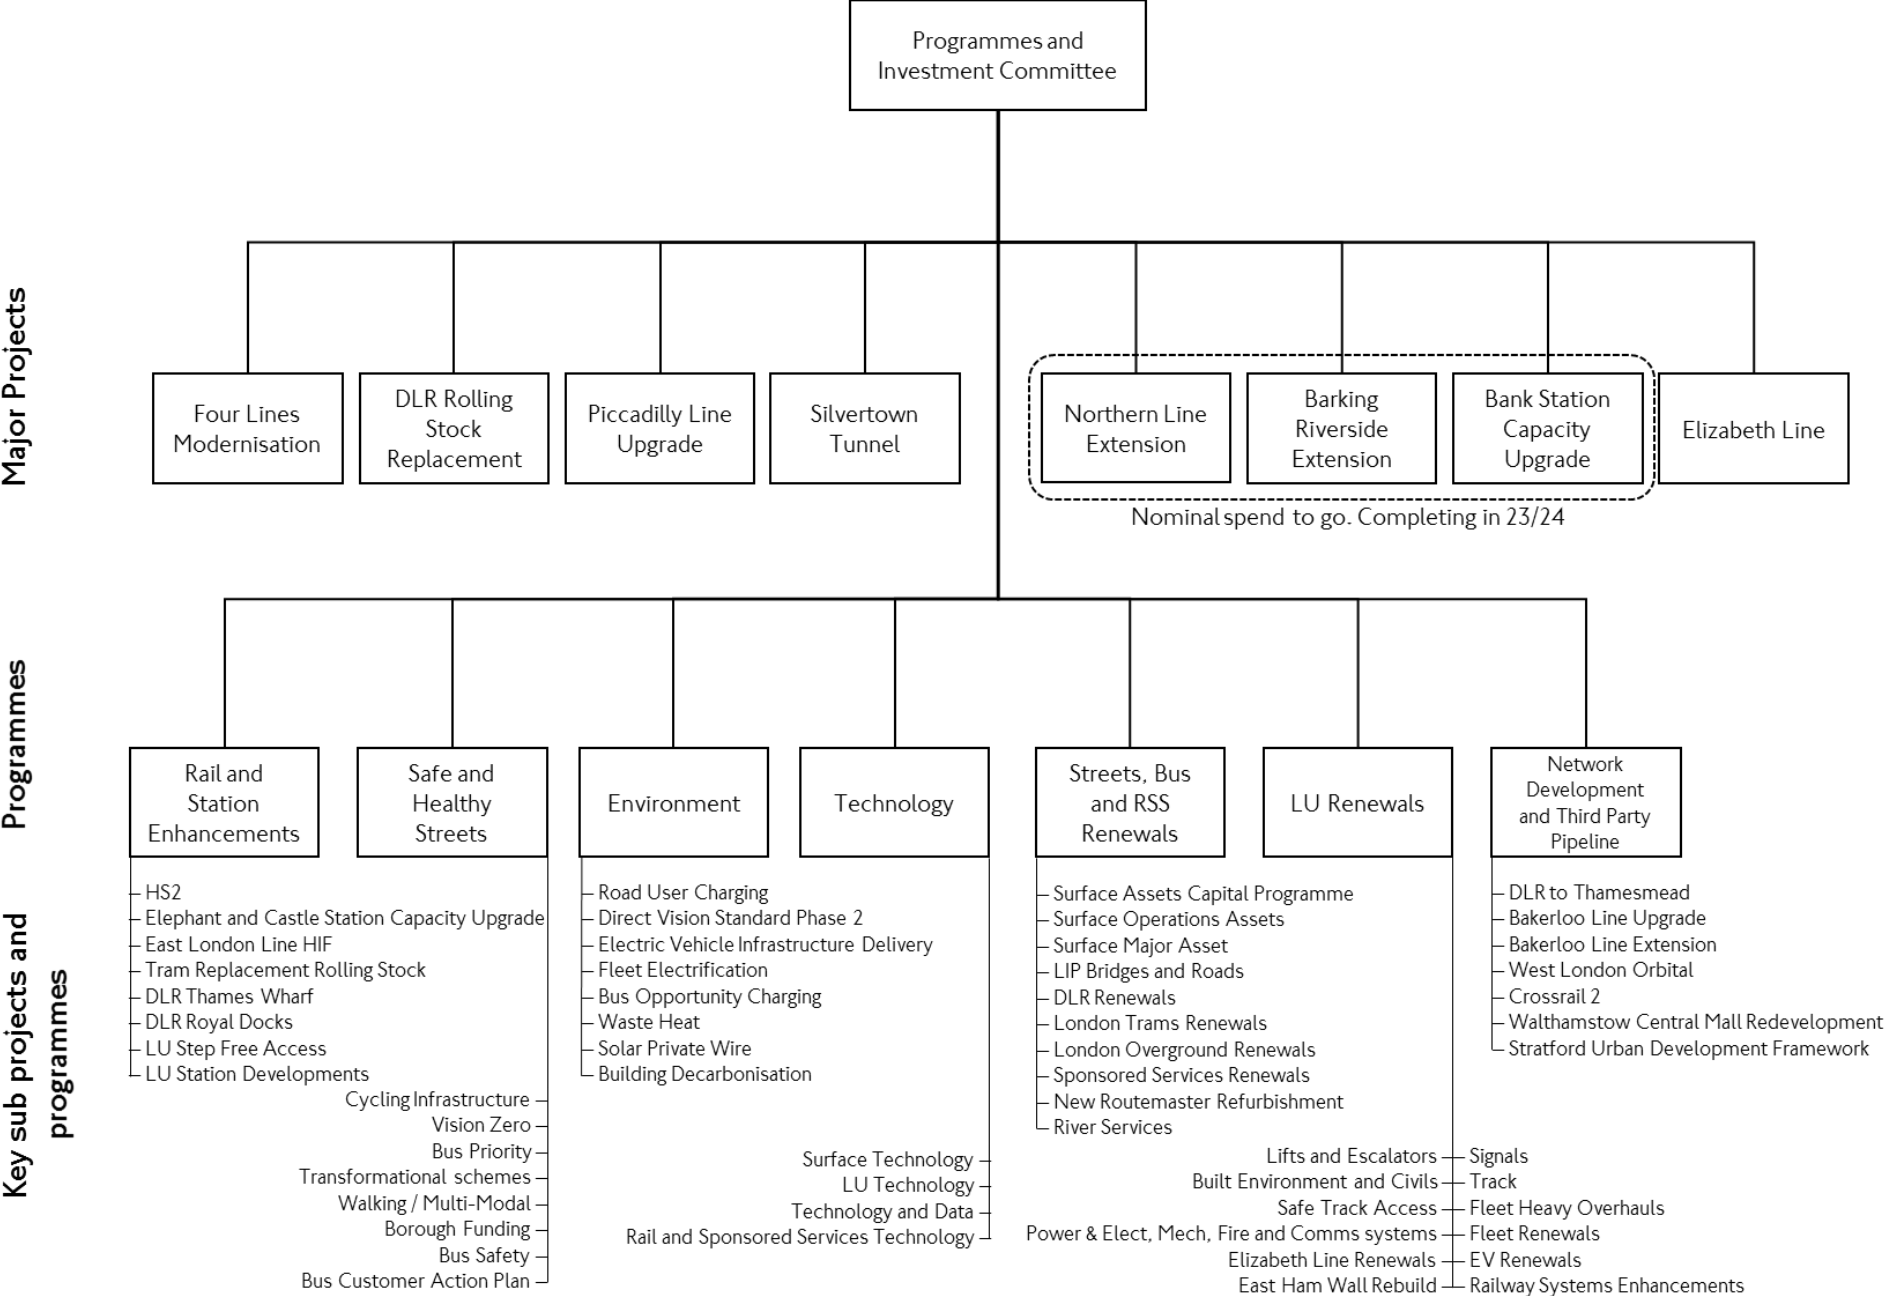 Programmes and
Investment Committee
Major Projects
Four Lines
Modernisation
DLR Rolling
Stock
Replacement
Piccadilly Line
Upgrade
Silvertown
Tunnel
Northern Line
Extension
Barking
Riverside
Extension
Bank Station
Capacity
Upgrade
Elizabeth Line
Nominal spend to go. Completing in 23/24
Programmes
Rail and
Station
Enhancements
Safe and
Healthy
Streets
Environment
Technology
Streets, Bus
and RSS
Renewals
LU Renewals
Network
Development
and Third Party
Pipeline
Key sub projects and
programmes
HS2
Elephant and Castle Station Capacity Upgrade
East London Line HIF
Tram Replacement Rolling Stock
DLR Thames Wharf
DLR Royal Docks
LU Step Free Access
LU Station Developments
Cycling Infrastructure
Vision Zero
Bus Priority
Transformational schemes
Walking / Multi-Modal
Borough Funding
Bus Safety
Bus Customer Action Plan
Road User Charging
Direct Vision Standard Phase 2
Electric Vehicle Infrastructure Delivery
Fleet Electrification
Bus Opportunity Charging
Waste Heat
Solar Private Wire
Building Decarbonisation
Surface Technology
LU Technology
Technology and Data
Rail and Sponsored Services Technology
Surface Assets Capital Programme
Surface Operations Assets
Surface Major Asset
LIP Bridges and Roads
DLR Renewals
London Trams Renewals
London Overground Renewals
Sponsored Services Renewals
New Routemaster Refurbishment
River Services
Lifts and Escalators
Built Environment and Civils
Safe Track Access
Power & Elect, Mech, Fire and Comms systems
Elizabeth Line Renewals
East Ham Wall Rebuild
Signals
Track
Fleet Heavy Overhauls
Fleet Renewals
EV Renewals
Railway Systems Enhancements
DLR to Thamesmead
Bakerloo Line Upgrade
Bakerloo Line Extension
West London Orbital
Crossrail 2
Walthamstow Central Mall Redevelopment
Stratford Urban Development Framework